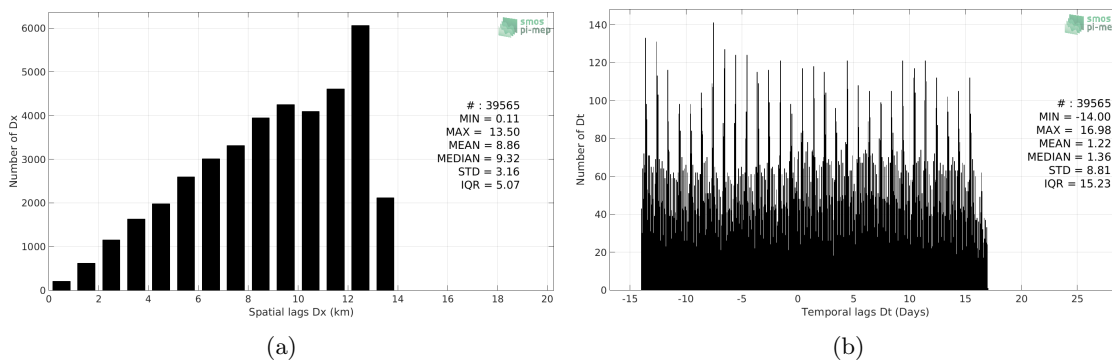 6000
5000
4000
3000
2000
1000
0
Number of Dx
0 2 4 6 8 10 12 14 16 18 20
Spatial lags Dx (km)
smos
pi-mep
# : 39565
MIN = 0.11
MAX = 13.50
MEAN = 8.86
MEDIAN = 9.32
STD = 3.16
IQR = 5.07
(a)
140
120
100
80
60
40
20
0
Number of Dt
-15 -10 -5 0 5 10 15 20 25
Temporal lags Dt (Days)
smos
pi-mep
# : 39565
MIN = -14.00
MAX = 16.98
MEAN = 1.22
MEDIAN = 1.36
STD = 8.81
IQR = 15.23
(b)